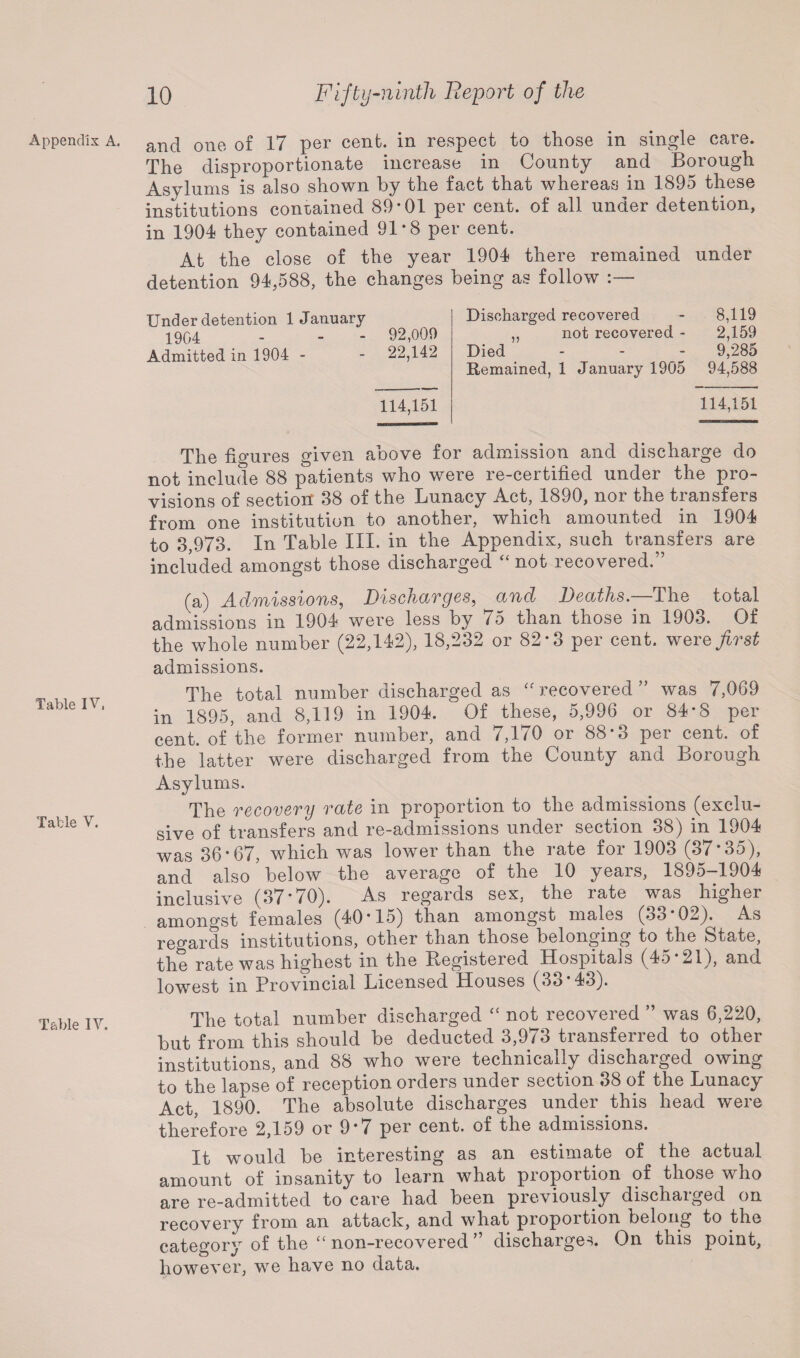 10 Fifty-ninth Report of the
Appendix A.
and one of 17 per cent. in respect to those in single care.
The disproportionate increase in County and Borough
Asylums is also shown by the fact that whereas in 1895 these
institutions contained 89·01 per cent. of all under detention,
in 1904 they contained 91·8 per cent.
At the close of the year 1904 there remained under
detention 94,588, the changes being as follow :—
Under detention 1 January
1904 - - - 92,009
Admitted in 1904 - - 22,142
114,151
Discharged recovered - 8,119
„ not recovered - 2,159
Died - - - 9,285
Remained, 1 January 1905 94,588
114,151
The figures given above for admission and discharge do
not include 88 patients who were re-certified under the pro-
visions of section 38 of the Lunacy Act, 1890, nor the transfers
from one institution to another, which amounted in 1904
to 3,973. In Table III. in the Appendix, such transfers are
included amongst those discharged “not recovered.”
(a) Admissions, Discharges, and Deaths.—The total
admissions in 1904 were less by 75 than those in 1903. Of
the whole number (22,142), 18,232 or 82·3 per cent. were first
admissions.
Table IV.
The total number discharged as “recovered” was 7,069
in 1895, and 8,119 in 1904. Of these, 5,996 or 84·8 per
cent. of the former number, and 7,170 or 88·3 per cent. of
the latter were discharged from the County and Borough
Asylums.
Table V.
The recovery rate in proportion to the admissions (exclu-
sive of transfers and re-admissions under section 38) in 1904
was 36·67, which was lower than the rate for 1903 (37·35),
and also below the average of the 10 years, 1895–1904
inclusive (37·70). As regards sex, the rate was higher
amongst females (40·15) than amongst males (33·02). As
regards institutions, other than those belonging to the State,
the rate was highest in the Registered Hospitals (45·21), and
lowest in Provincial Licensed Houses (33·43).
Table IV.
The total number discharged “not recovered” was 6,220,
but from this should be deducted 3,973 transferred to other
institutions, and 88 who were technically discharged owing
to the lapse of reception orders under section 38 of the Lunacy
Act, 1890. The absolute discharges under this head were
therefore 2,159 or 9·7 per cent. of the admissions.
It would be interesting as an estimate of the actual
amount of insanity to learn what proportion of those who
are re-admitted to care had been previously discharged on
recovery from an attack, and what proportion belong to the
category of the “non-recovered” discharges. On this point,
however, we have no data.